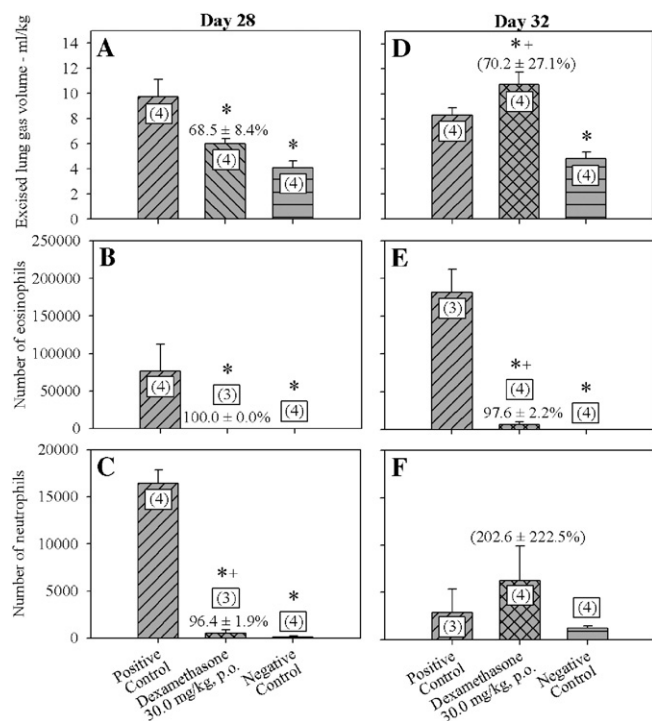 Day 28
Day 32
Excised lung gas volume - ml/kg
14
12
10
8
6
4
2
0
A
(4)
*
68.5 ± 8.4%
(4)
*
(4)
D
(4)
*+
(70.2 ± 27.1%)
(4)
*
(4)
Number of eosinophils
250000
200000
150000
100000
50000
0
B
(4)
*
(3)
100.0 ± 0.0%
*
(4)
E
(3)
*+
(4)
97.6 ± 2.2%
*
(4)
Number of neutrophils
20000
15000
10000
5000
0
C
(4)
*+
(3)
96.4 ± 1.9%
*
(4)
F
(3)
(202.6 ± 222.5%)
(4)
(4)
Positive
Control
Dexamethasone
30.0 mg/kg, p.o.
Negative
Control
Positive
Control
Dexamethasone
30.0 mg/kg, p.o.
Negative
Control